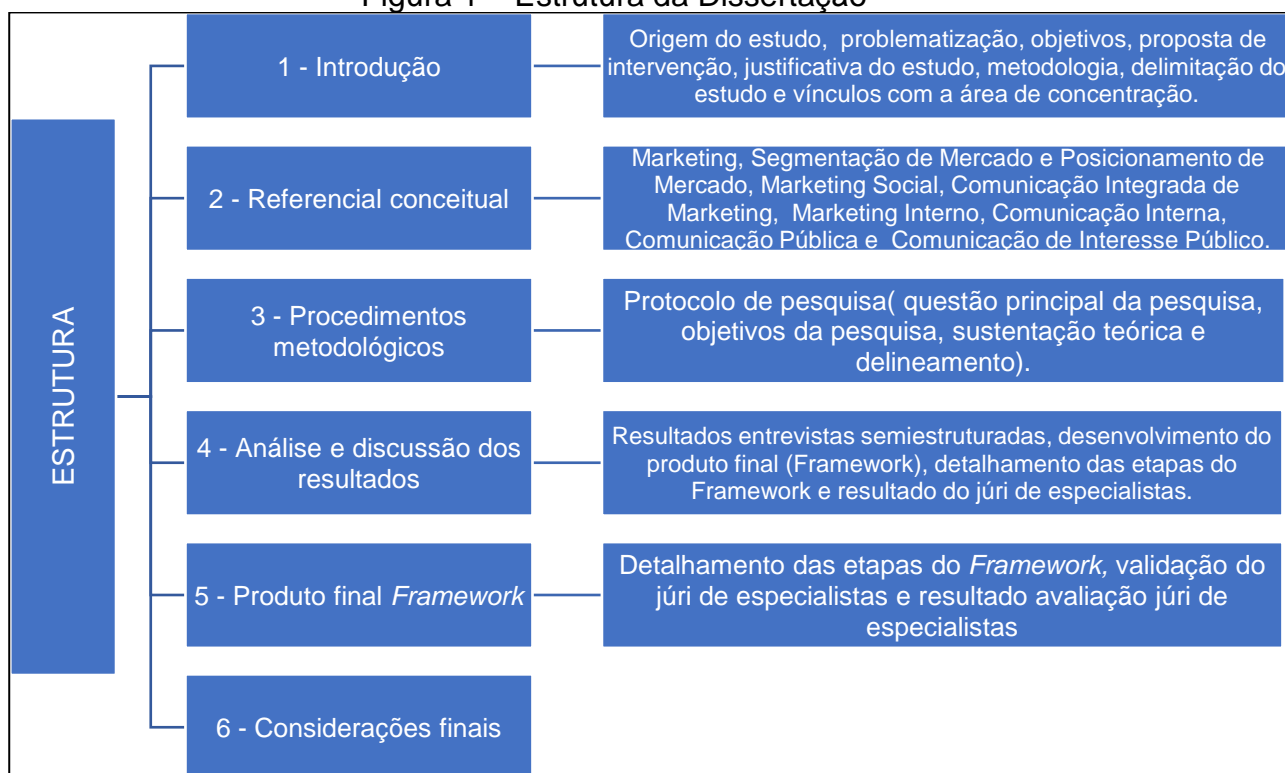 Figura 1 – Estrutura da Dissertação
ESTRUTURA
1 - Introdução
Origem do estudo, problematização, objetivos, proposta de
intervenção, justificativa do estudo, metodologia, delimitação do
estudo e vínculos com a área de concentração.
2 - Referencial conceitual
Marketing, Segmentação de Mercado e Posicionamento de
Mercado, Marketing Social, Comunicação Integrada de
Marketing, Marketing Interno, Comunicação Interna,
Comunicação Pública e Comunicação de Interesse Público.
3 - Procedimentos
metodológicos
Protocolo de pesquisa( questão principal da pesquisa,
objetivos da pesquisa, sustentação teórica e
delineamento).
4 - Análise e discussão dos
resultados
Resultados entrevistas semiestruturadas, desenvolvimento do
produto final (Framework), detalhamento das etapas do
Framework e resultado do júri de especialistas.
5 - Produto final Framework
Detalhamento das etapas do Framework, validação do
júri de especialistas e resultado avaliação júri de
especialistas
6 - Considerações finais